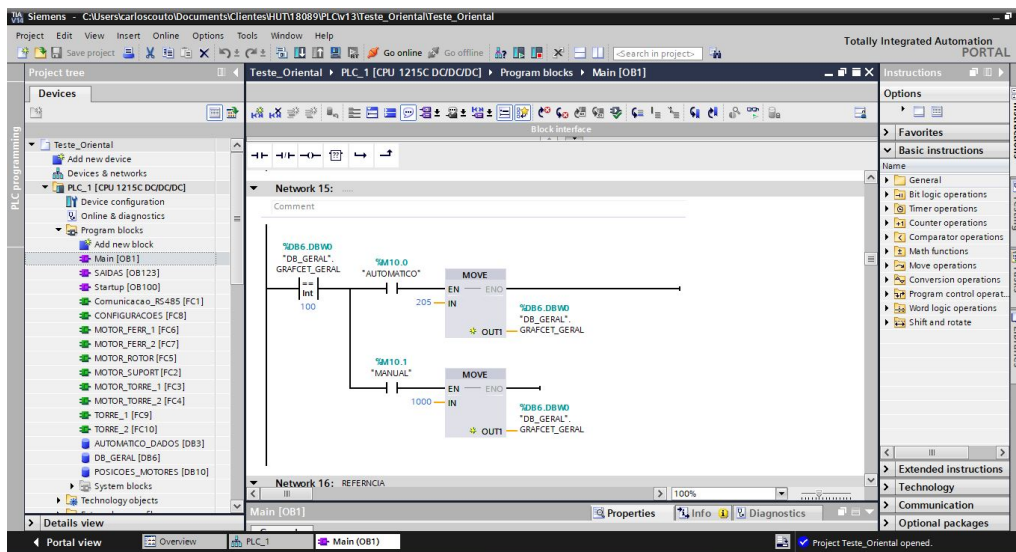 Siemens - C:\Users\carloscouto\Documents\Clientes\HUT\18089\PLC\v13\Teste_Oriental\Teste_Oriental
Project Edit View Insert Online Options Tools Window Help
Totally Integrated Automation
PORTAL
Save project Go online Go offline <Search in project>
Project tree
Teste_Oriental PLC_1 [CPU 1215C DC/DC/DC] Program blocks Main [OB1]
Instructions
Devices
Options
Block interface
PLC programming
Teste_Oriental
Add new device
Devices & networks
PLC_1 [CPU 1215C DC/DC/DC]
Device configuration
Online & diagnostics
Program blocks
Add new block
Main [OB1]
SAIDAS [OB123]
Startup [OB100]
Comunicacao_RS485 [FC1]
CONFIGURACOES [FC8]
MOTOR_FERR_1 [FC6]
MOTOR_FERR_2 [FC7]
MOTOR_ROTOR [FC5]
MOTOR_SUPORT [FC2]
MOTOR_TORRE_1 [FC3]
MOTOR_TORRE_2 [FC4]
TORRE_1 [FC9]
TORRE_2 [FC10]
AUTOMATICO_DADOS [DB3]
DB_GERAL [DB6]
POSICOES_MOTORES [DB10]
System blocks
Technology objects
Details view
Network 15: .....
Comment
%DB6.DBW0
"DB_GERAL".
GRAFCET_GERAL
==
Int
100
%M10.0
"AUTOMATICO"
MOVE
EN ENO
205 IN
OUT1
%DB6.DBW0
"DB_GERAL".
GRAFCET_GERAL
%M10.1
"MANUAL"
MOVE
EN ENO
1000 IN
OUT1
%DB6.DBW0
"DB_GERAL".
GRAFCET_GERAL
Network 16: REFERNCIA
100%
Main [OB1]
Properties Info Diagnostics
Favorites
Basic instructions
Name
General
Bit logic operations
Timer operations
Counter operations
Comparator operations
Math functions
Move operations
Conversion operations
Program control operat...
Word logic operations
Shift and rotate
Extended instructions
Technology
Communication
Optional packages
Portal view Overview PLC_1 Main (OB1)
Project Teste_Oriental opened.